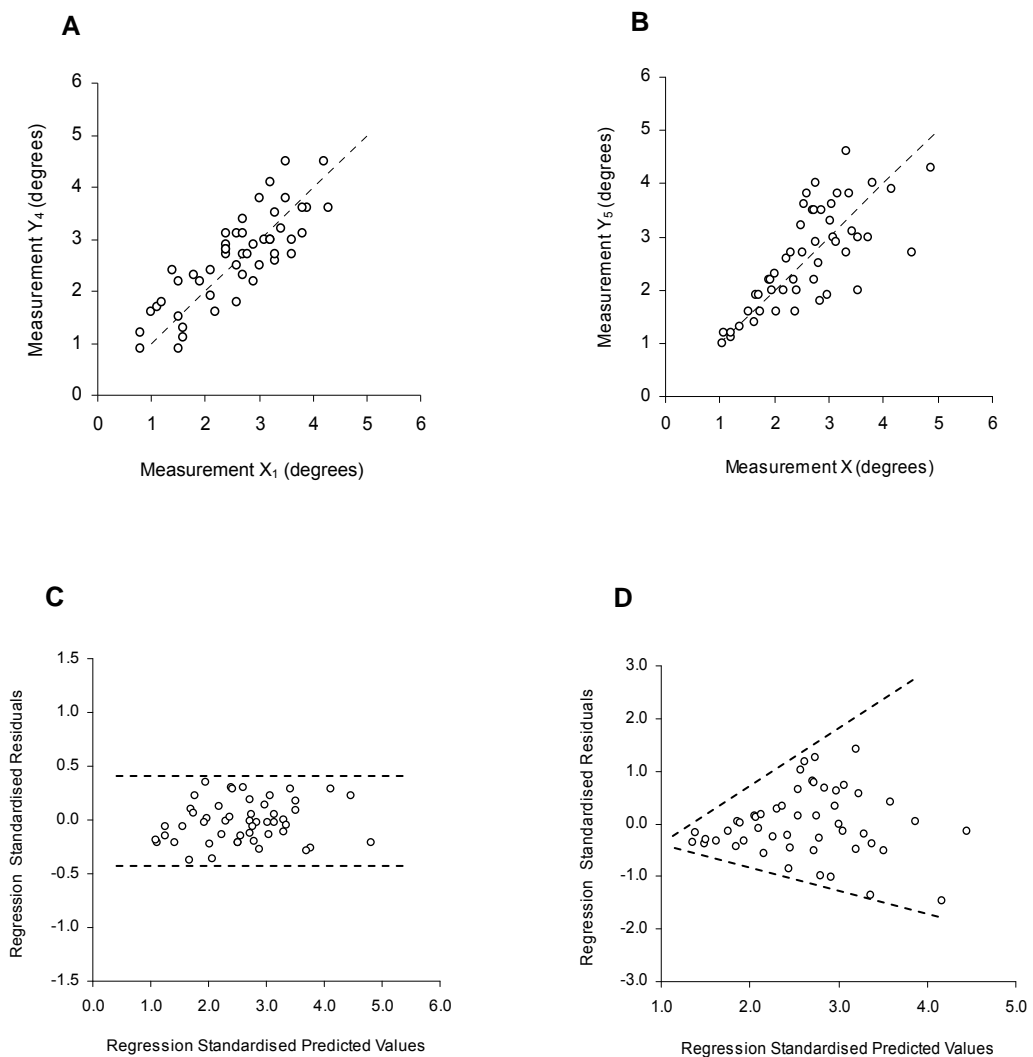 A
6
5
4
3
2
1
0
0 1 2 3 4 5 6
Measurement Y₄ (degrees)
Measurement X₁ (degrees)
B
6
5
4
3
2
1
0
0 1 2 3 4 5 6
Measurement Y₅ (degrees)
Measurement X (degrees)
C
1.5
1.0
0.5
0.0
-0.5
-1.0
-1.5
0.0 1.0 2.0 3.0 4.0 5.0 6.0
Regression Standardised Residuals
Regression Standardised Predicted Values
D
3.0
2.0
1.0
0.0
-1.0
-2.0
-3.0
1.0 2.0 3.0 4.0 5.0
Regression Standardised Residuals
Regression Standardised Predicted Values